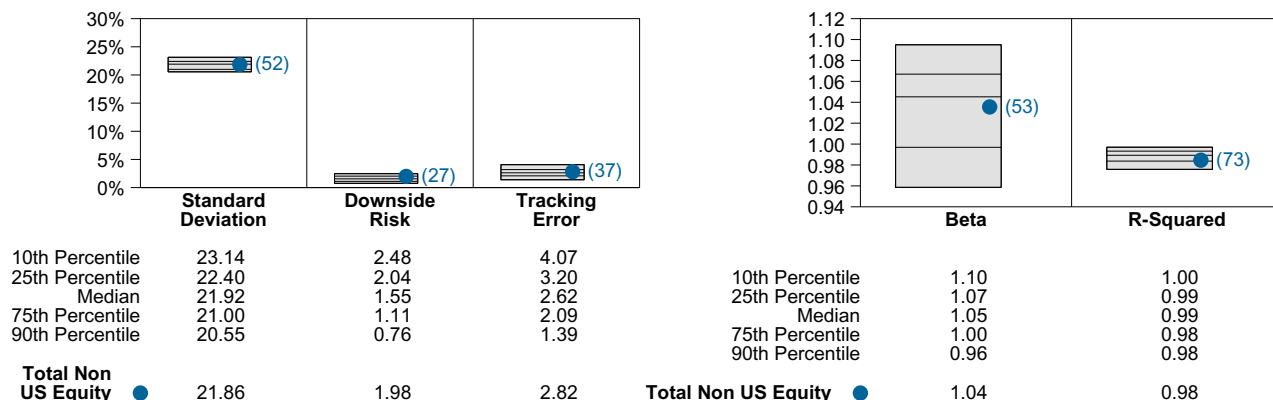 30%
25%
20%
15%
10%
5%
0%
(52)
(27)
(37)
Standard Deviation
Downside Risk
Tracking Error
10th Percentile 23.14 2.48 4.07
25th Percentile 22.40 2.04 3.20
Median 21.92 1.55 2.62
75th Percentile 21.00 1.11 2.09
90th Percentile 20.55 0.76 1.39
Total Non
US Equity 21.86 1.98 2.82
1.12
1.10
1.08
1.06
1.04
1.02
1.00
0.98
0.96
0.94
(53)
(73)
Beta R-Squared
10th Percentile 1.10 1.00
25th Percentile 1.07 0.99
Median 1.05 0.99
75th Percentile 1.00 0.98
90th Percentile 0.96 0.98
Total Non US Equity 1.04 0.98